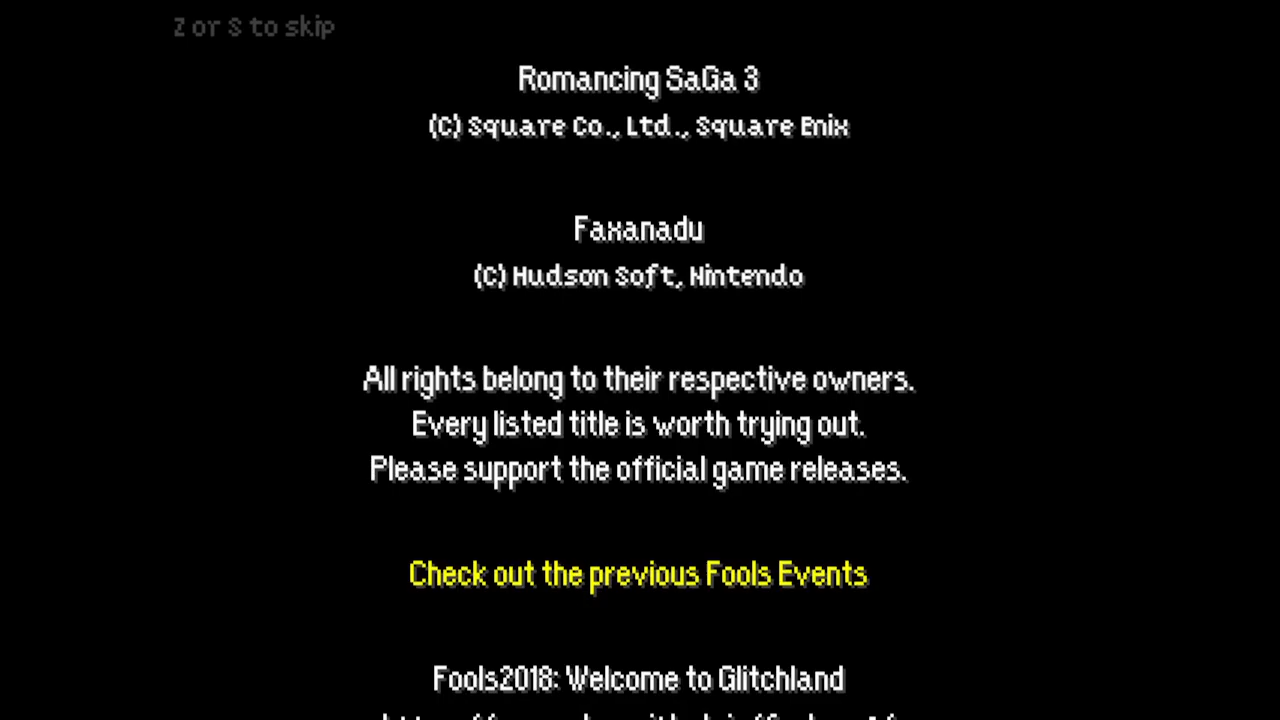 Z or S to skip
Romancing SaGa 3
(C) Square Co., Ltd., Square Enix
Faxanadu
(C) Hudson Soft, Nintendo
All rights belong to their respective owners.
Every listed title is worth trying out.
Please support the official game releases.
Check out the previous Fools Events
Fools2018: Welcome to Glitchland